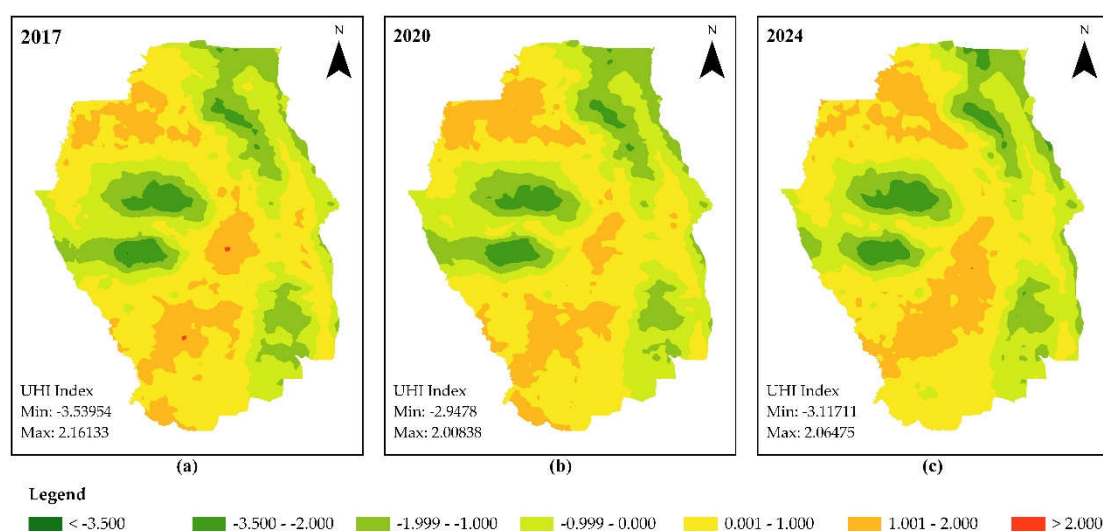 2017
N
UHI Index
Min: -3.53954
Max: 2.16133
(a)
2020
N
UHI Index
Min: -2.9478
Max: 2.00838
(b)
2024
N
UHI Index
Min: -3.11711
Max: 2.06475
(c)
Legend
< -3.500
-3.500 - -2.000
-1.999 - -1.000
-0.999 - 0.000
0.001 - 1.000
1.001 - 2.000
> 2.000